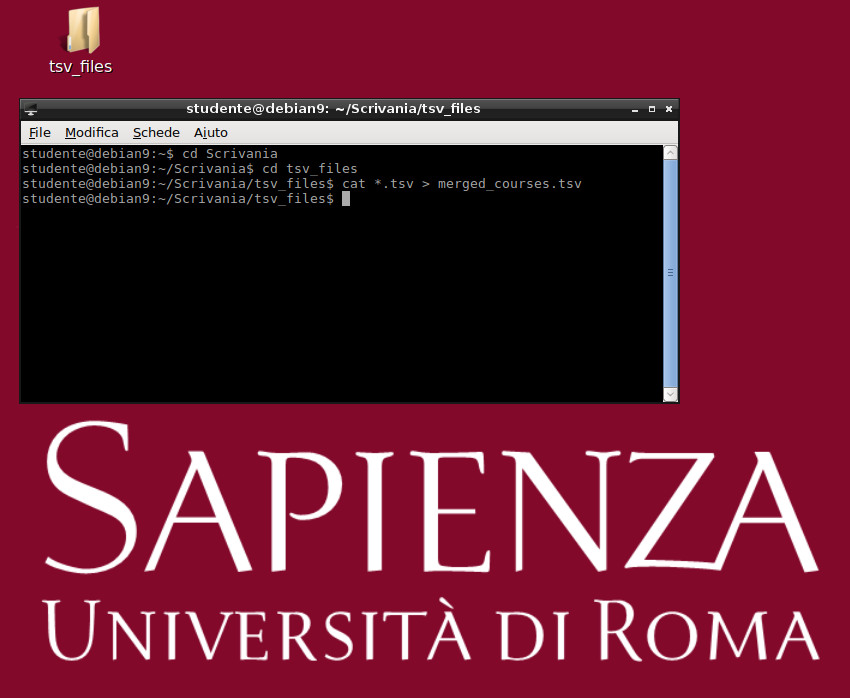 tsv_files
studente@debian9: ~/Scrivania/tsv_files
File Modifica Schede Aiuto
studente@debian9:~$ cd Scrivania
studente@debian9:~/Scrivania$ cd tsv_files
studente@debian9:~/Scrivania/tsv_files$ cat *.tsv > merged_courses.tsv
studente@debian9:~/Scrivania/tsv_files$
SAPIENZA
UNIVERSITÀ DI ROMA